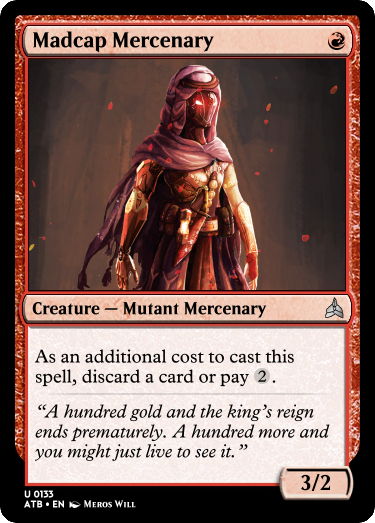 Madcap Mercenary
Creature — Mutant Mercenary
As an additional cost to cast this
spell, discard a card or pay 2.
“A hundred gold and the king’s reign
ends prematurely. A hundred more and
you might just live to see it.”
3/2
U 0133
ATB • EN Meros Will